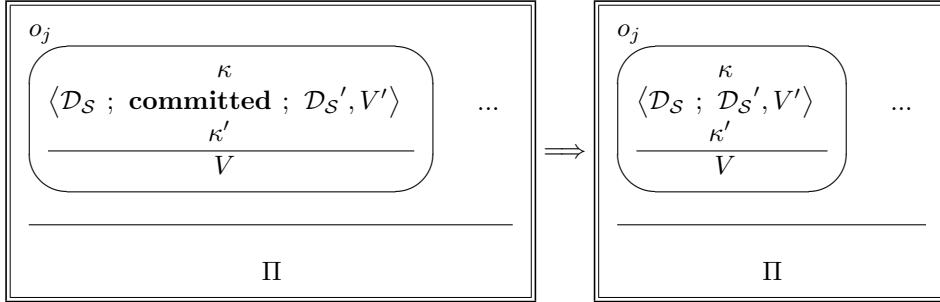 o_j o_j
κ κ
⟨𝒟_𝒮 ; committed ; 𝒟_𝒮′, V′⟩ ... ⟨𝒟_𝒮 ; 𝒟_𝒮′, V′⟩ ...
κ′ κ′
⟹
V V
Π Π